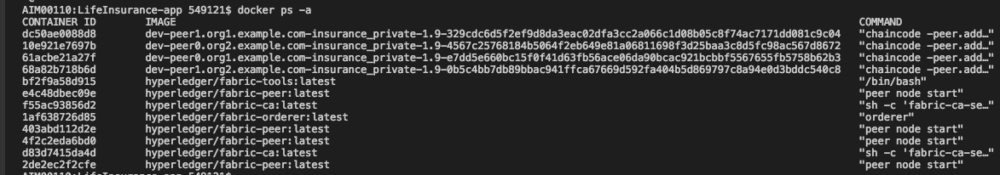 AIM00110:LifeInsurance-app 549121$ docker ps -a
CONTAINER ID IMAGE COMMAND
dc50ae0088d8 dev-peer1.org1.example.com-insurance_private-1.9-329cdc6d5f2ef9d8da3eac02dfa3cc2a066c1d08b05c8f74ac7171dd081c9c04 "chaincode -peer.add…"
10e921e7697b dev-peer0.org2.example.com-insurance_private-1.9-4567c25768184b5064f2eb649e81a06811698f3d25baa3c8d5fc98ac567d8672 "chaincode -peer.add…"
61acbe21a27f dev-peer0.org1.example.com-insurance_private-1.9-e7dd5e660bc15f0f41d63fb56ace06da90bcac921bcbbf5567655fb5758b62b3 "chaincode -peer.add…"
68a82b718b6d dev-peer1.org2.example.com-insurance_private-1.9-0b5c4bb7db89bbac941ffca67669d592fa404b5d869797c8a94e0d3bddc540c8 "chaincode -peer.add…"
bf2f9a58d915 hyperledger/fabric-tools:latest "/bin/bash"
e4c48dbec09e hyperledger/fabric-peer:latest "peer node start"
f55ac93856d2 hyperledger/fabric-ca:latest "sh -c 'fabric-ca-se…"
1af638726d85 hyperledger/fabric-orderer:latest "orderer"
403abd112d2e hyperledger/fabric-peer:latest "peer node start"
4f2c2eda6bd0 hyperledger/fabric-peer:latest "peer node start"
d83d7415da4d hyperledger/fabric-ca:latest "sh -c 'fabric-ca-se…"
2de2ec2f2cfe hyperledger/fabric-peer:latest "peer node start"
AIM00110:LifeInsurance-app 549121$